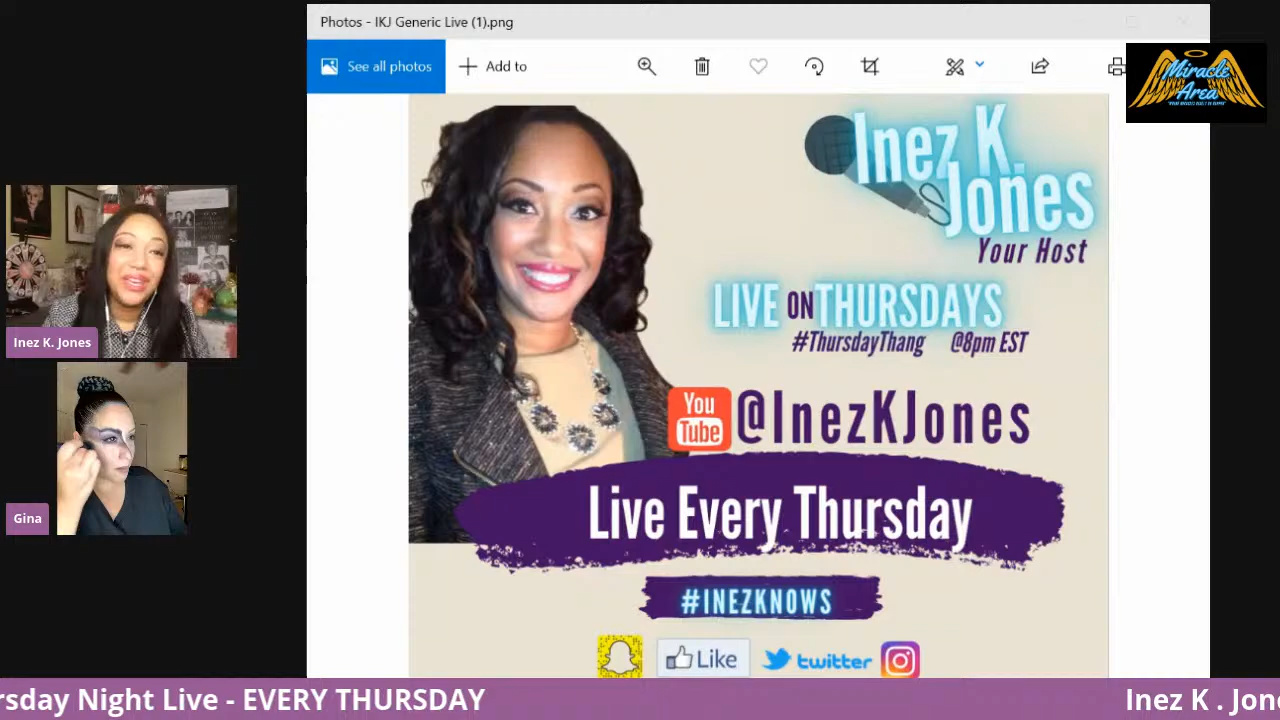 Photos - IKJ Generic Live (1).png
See all photos
Add to
Miracle
Area
Inez K.
Jones
Your Host
LIVE ON THURSDAYS
#ThursdayThang @8pm EST
You
Tube
@InezKJones
Live Every Thursday
#INEZKNOWS
Like
twitter
Inez K. Jones
Gina
rsday Night Live - EVERY THURSDAY
Inez K . Jone